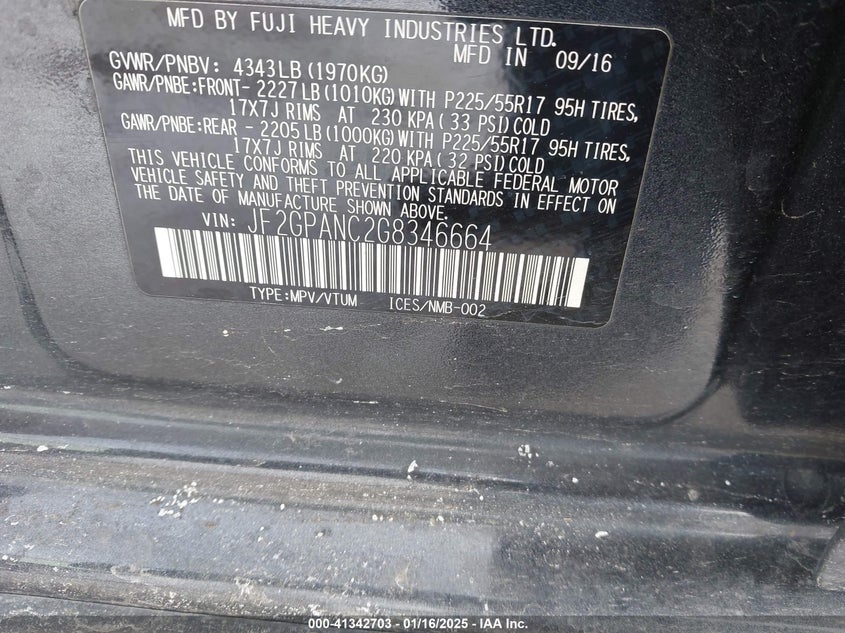 MFD BY FUJI HEAVY INDUSTRIES LTD.
MFD IN 09/16
GVWR/PNBV: 4343LB(1970KG)
GAWR/PNBE:FRONT- 2227LB(1010KG)WITH P225/55R17 95H TIRES,
17X7J RIMS AT 230 KPA( 33 PSI)COLD
GAWR/PNBE:REAR - 2205LB(1000KG)WITH P225/55R17 95H TIRES,
17X7J RIMS AT 220 KPA( 32 PSI)COLD
THIS VEHICLE CONFORMS TO ALL APPLICABLE FEDERAL MOTOR
VEHICLE SAFETY AND THEFT PREVENTION STANDARDS IN EFFECT ON
THE DATE OF MANUFACTURE SHOWN ABOVE.
VIN: JF2GPANC2G8346664
TYPE:MPV/VTUM ICES/NMB-002
000-41342703 - 01/16/2025 - IAA Inc.